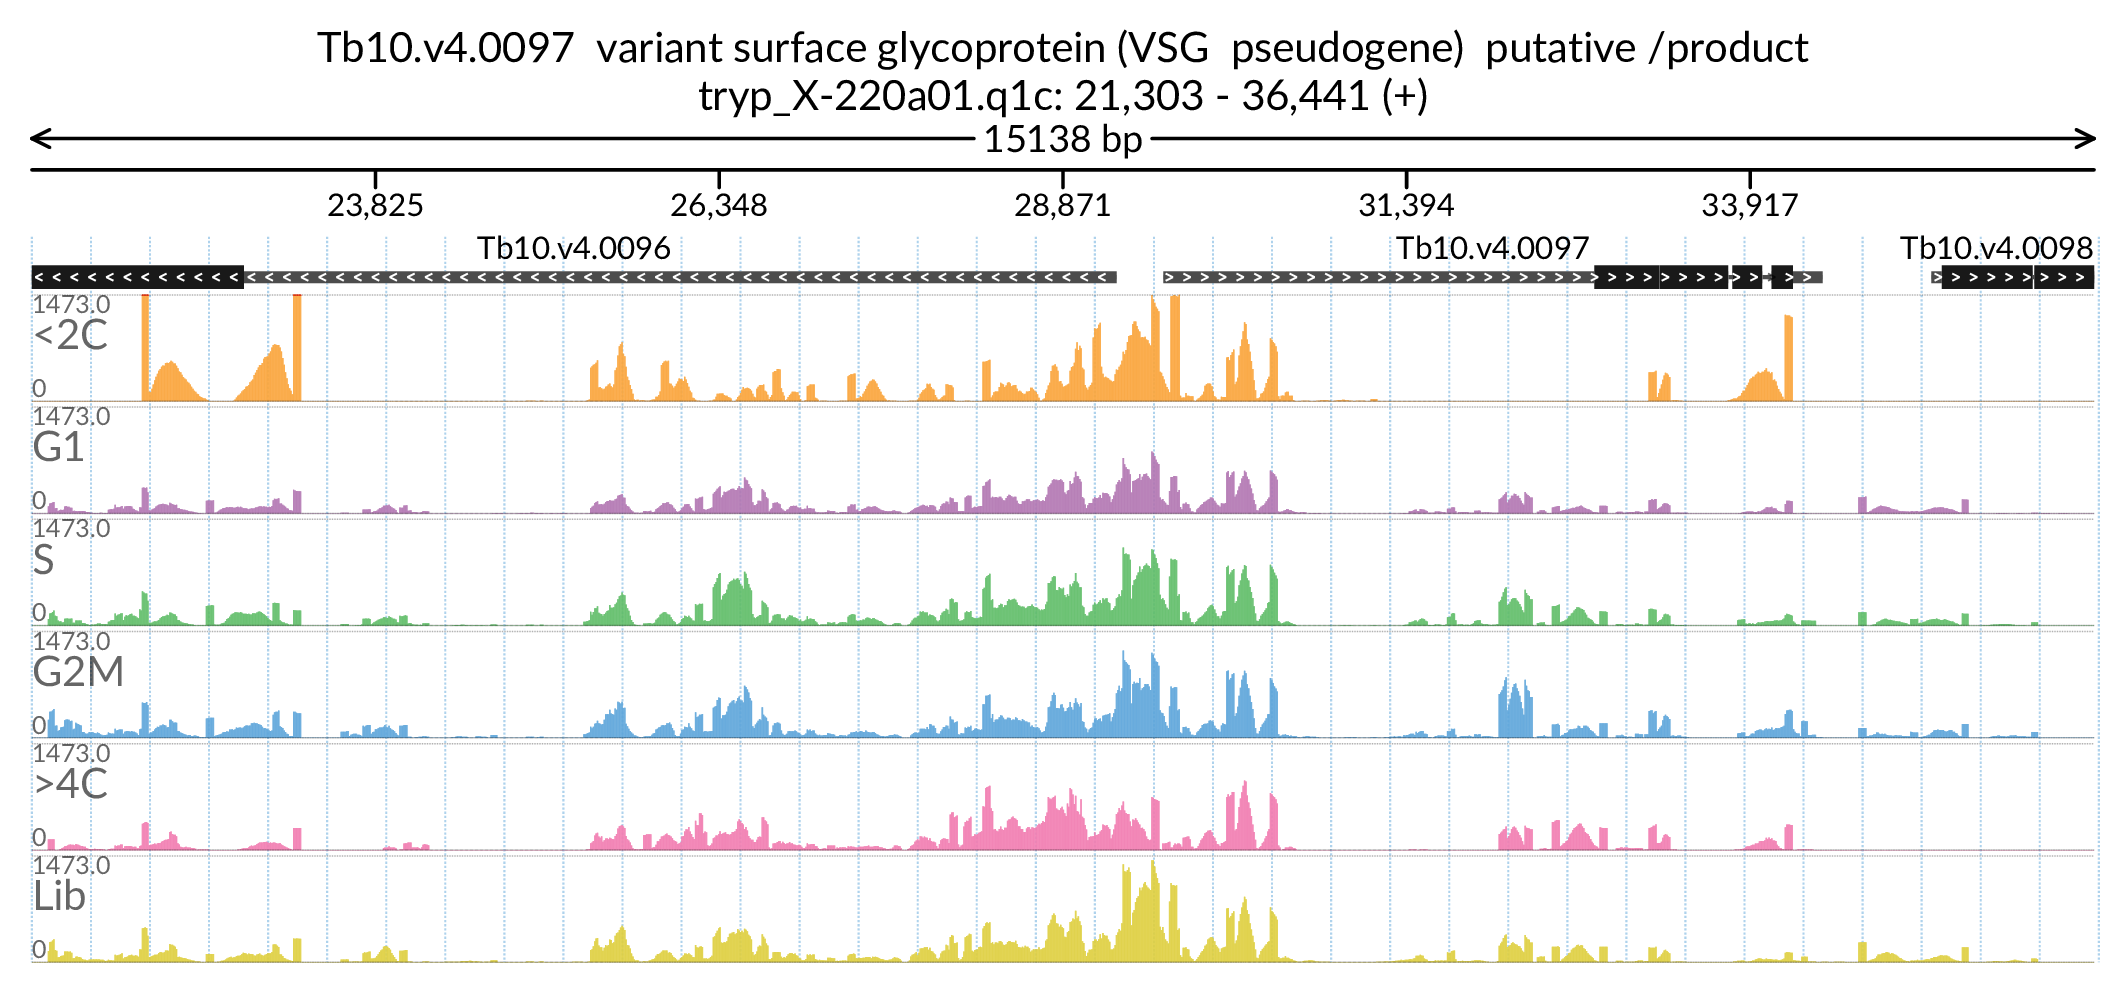 Tb10.v4.0097 variant surface glycoprotein (VSG pseudogene) putative /product
tryp_X-220a01.q1c: 21,303 - 36,441 (+)
15138 bp
23,825 26,348 28,871 31,394 33,917
Tb10.v4.0096 Tb10.v4.0097 Tb10.v4.0098
1473.0
<2C
0
1473.0
G1
0
1473.0
S
0
1473.0
G2M
0
1473.0
>4C
0
1473.0
Lib
0